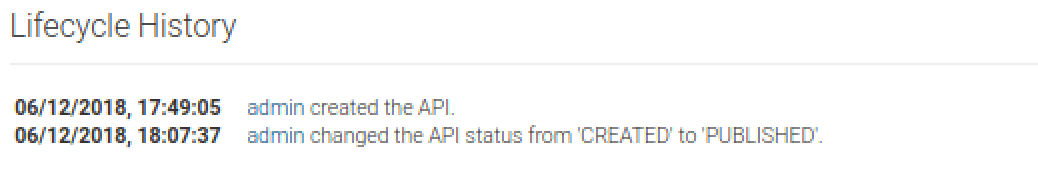 Lifecycle History
06/12/2018, 17:49:05 admin created the API.
06/12/2018, 18:07:37 admin changed the API status from 'CREATED' to 'PUBLISHED'.